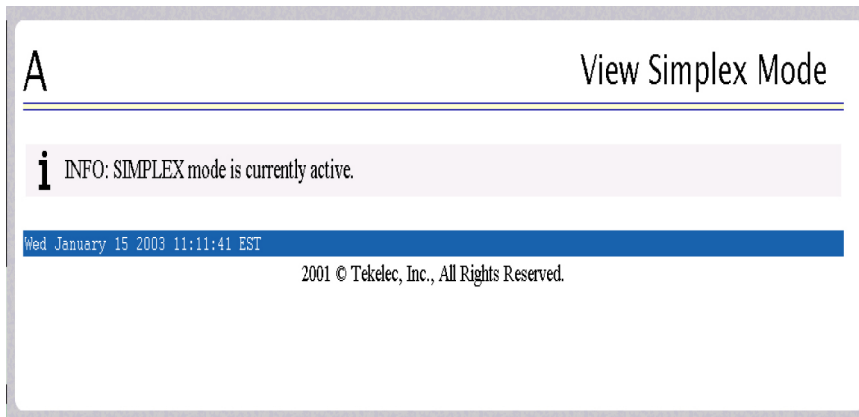 A
View Simplex Mode
i INFO: SIMPLEX mode is currently active.
Wed January 15 2003 11:11:41 EST
2001 © Tekelec, Inc., All Rights Reserved.